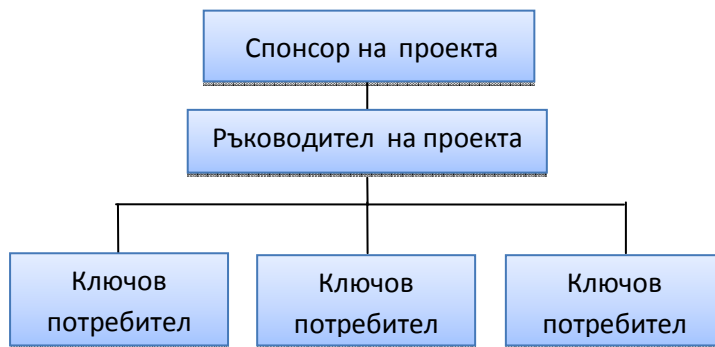 Спонсор на проекта
Ръководител на проекта
Ключов
потребител
Ключов
потребител
Ключов
потребител